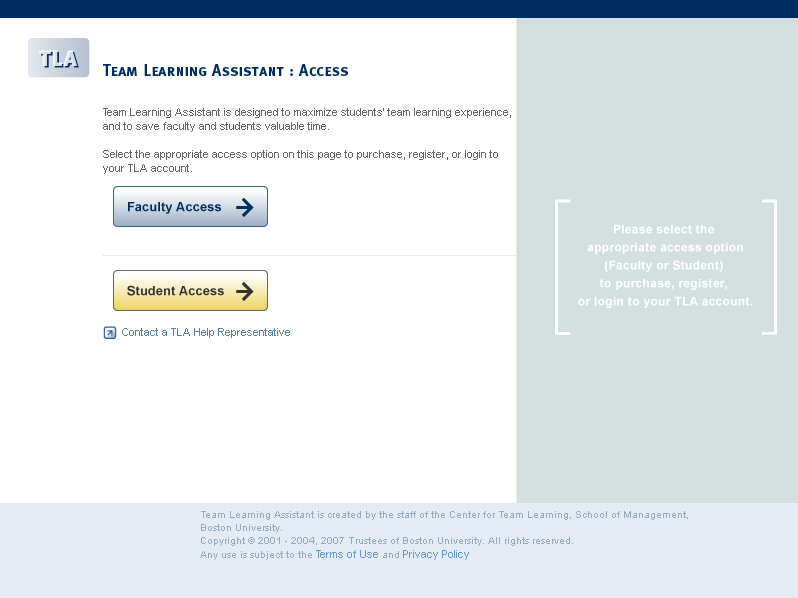 TLA
Team Learning Assistant : Access
Team Learning Assistant is designed to maximize students' team learning experience,
and to save faculty and students valuable time.
Select the appropriate access option on this page to purchase, register, or login to
your TLA account.
Faculty Access
Student Access
Contact a TLA Help Representative
Please select the
appropriate access option
(Faculty or Student)
to purchase, register,
or login to your TLA account.
Team Learning Assistant is created by the staff of the Center for Team Learning, School of Management,
Boston University.
Copyright © 2001 - 2004, 2007 Trustees of Boston University. All rights reserved.
Any use is subject to the Terms of Use and Privacy Policy